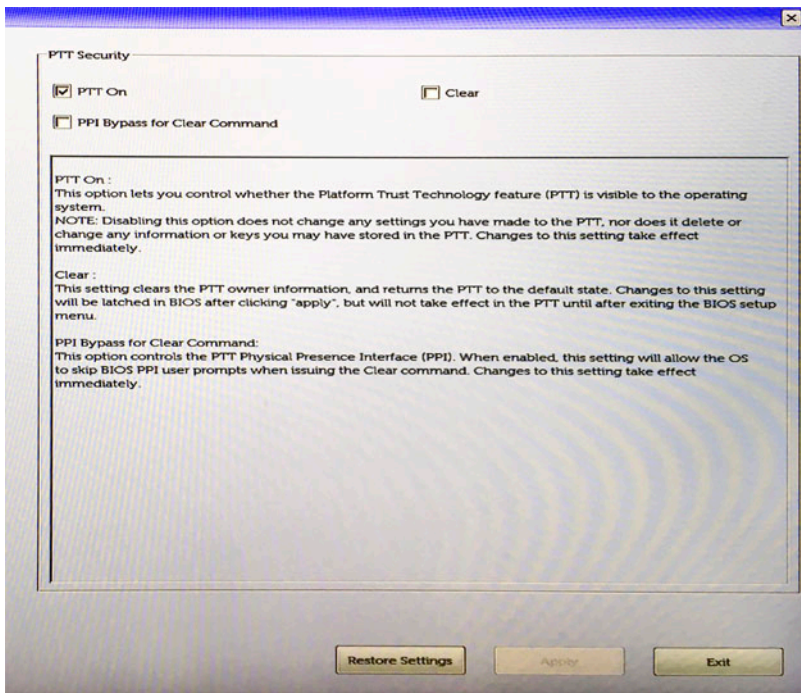 PTT Security
PTT On
Clear
PPI Bypass for Clear Command
PTT On :
This option lets you control whether the Platform Trust Technology feature (PTT) is visible to the operating
system.
NOTE: Disabling this option does not change any settings you have made to the PTT, nor does it delete or
change any information or keys you may have stored in the PTT. Changes to this setting take effect
immediately.
Clear :
This setting clears the PTT owner information, and returns the PTT to the default state. Changes to this setting
will be latched in BIOS after clicking "apply", but will not take effect in the PTT until after exiting the BIOS setup
menu.
PPI Bypass for Clear Command:
This option controls the PTT Physical Presence Interface (PPI). When enabled, this setting will allow the OS
to skip BIOS PPI user prompts when issuing the Clear command. Changes to this setting take effect
immediately.
Restore Settings
Apply
Exit